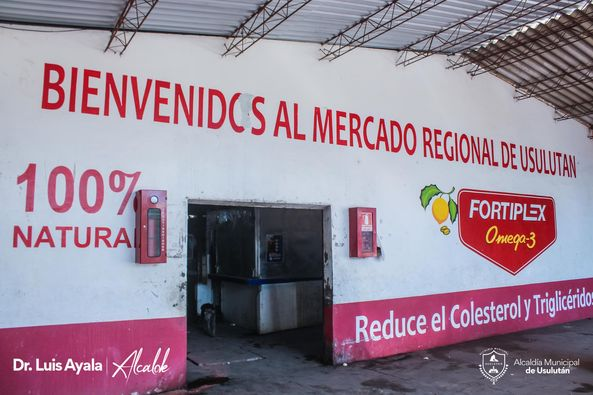 BIENVENIDOS AL MERCADO REGIONAL DE USULUTAN
100%
NATURAL
FORTIPLEX
Omega-3
Reduce el Colesterol y Triglicéridos
Dr. Luis Ayala
Alcalde
Alcaldía Municipal
de Usulután